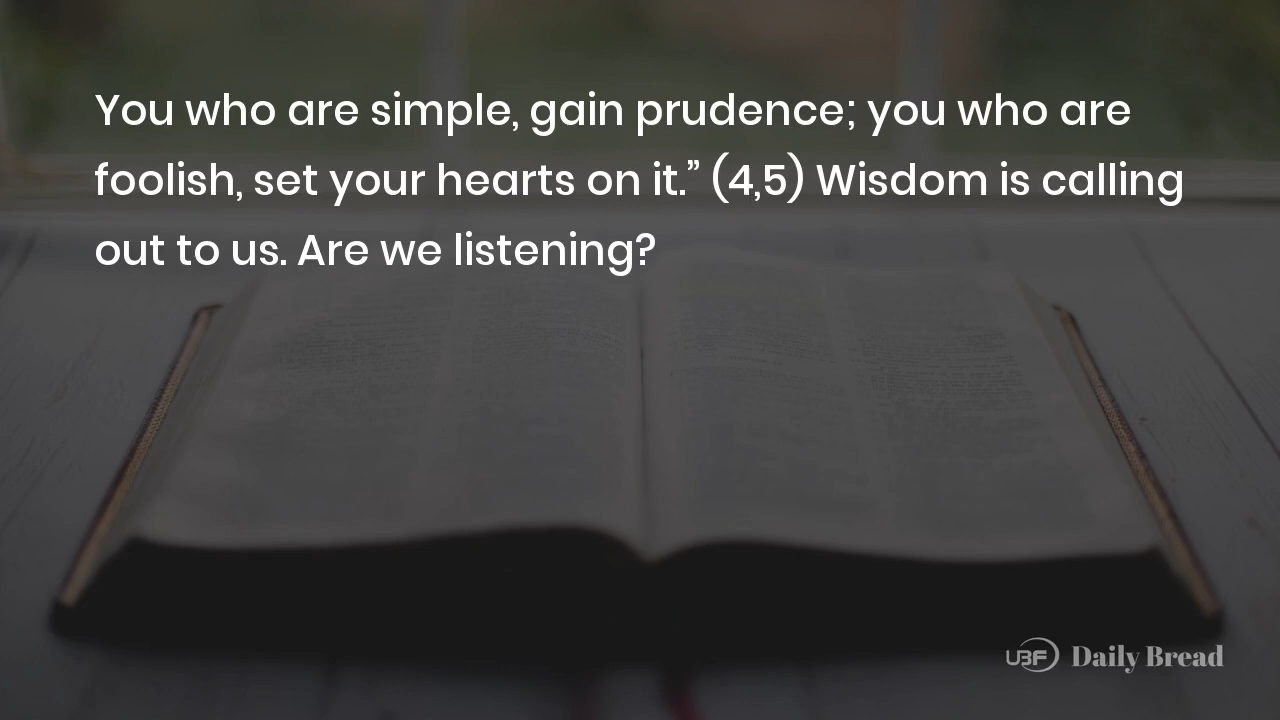 You who are simple, gain prudence; you who are
foolish, set your hearts on it.” (4,5) Wisdom is calling
out to us. Are we listening?
UBF Daily Bread